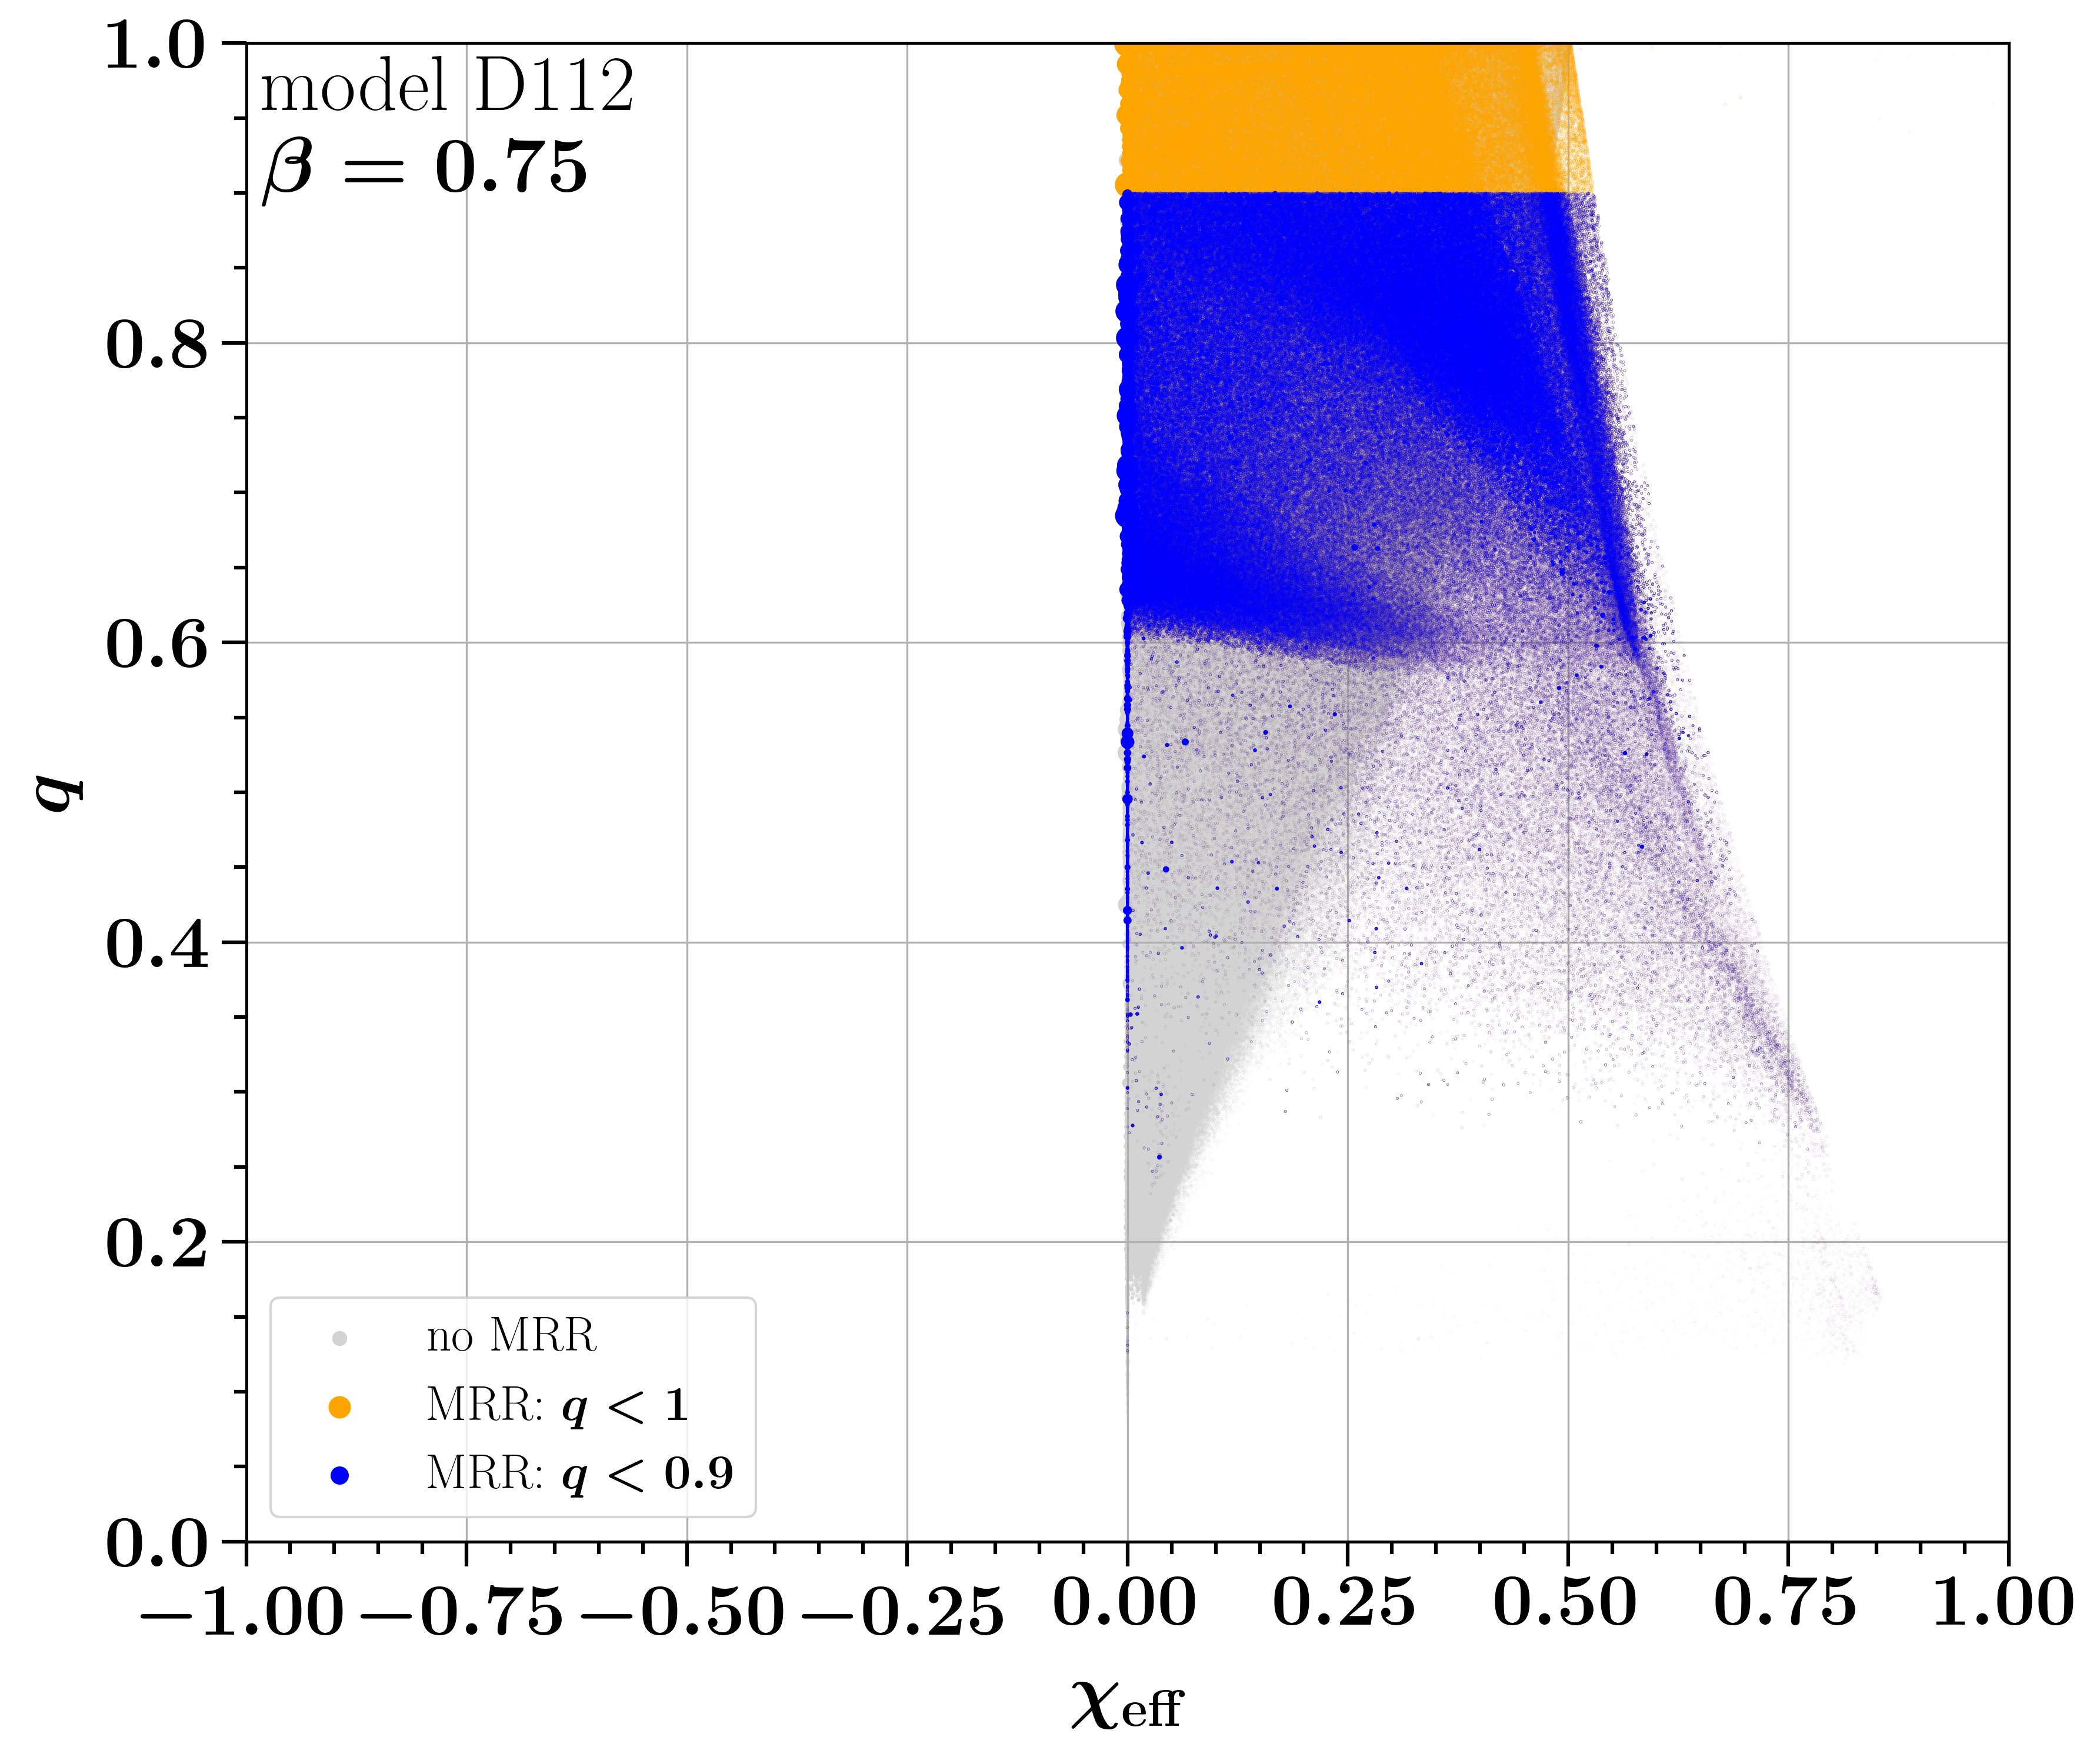 model D112
β = 0.75
1.0
0.8
0.6
0.4
0.2
0.0
q
no MRR
MRR: q < 1
MRR: q < 0.9
−1.00 −0.75 −0.50 −0.25 0.00 0.25 0.50 0.75 1.00
χeff